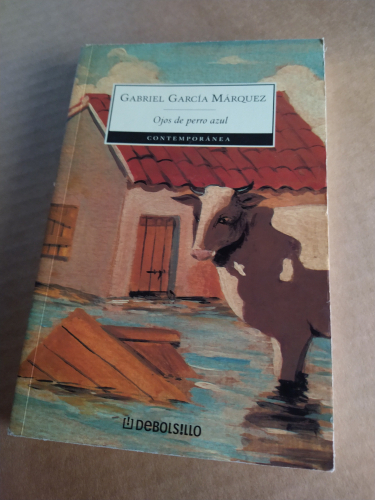 GABRIEL GARCÍA MÁRQUEZ
Ojos de perro azul
CONTEMPORÁNEA
DEBOLS!LLO